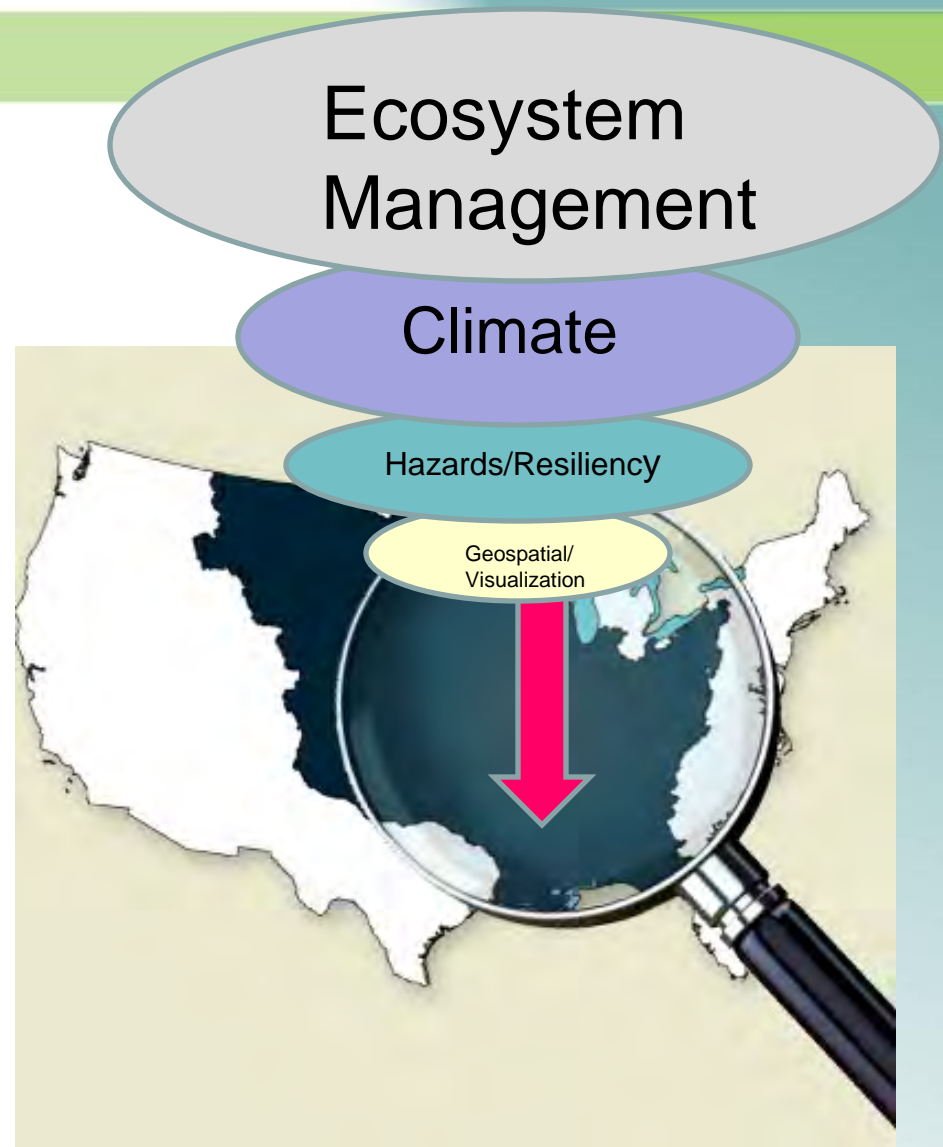 Ecosystem
Management
Climate
Hazards/Resiliency
Geospatial/
Visualization